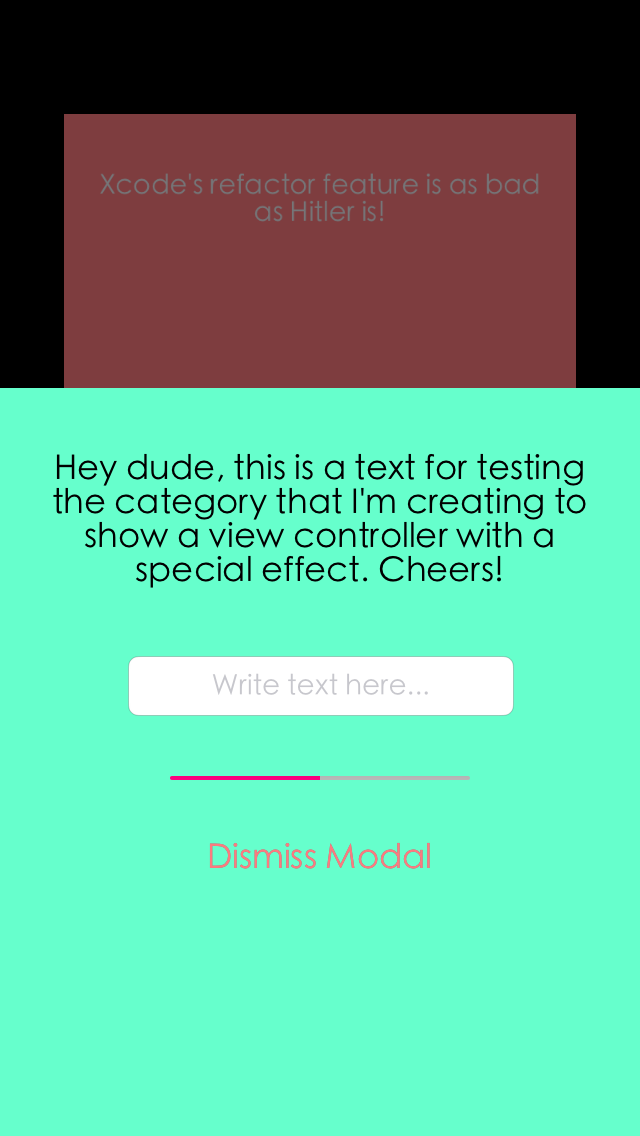 Xcode's refactor feature is as bad
as Hitler is!
Hey dude, this is a text for testing
the category that I'm creating to
show a view controller with a
special effect. Cheers!
Write text here...
Dismiss Modal